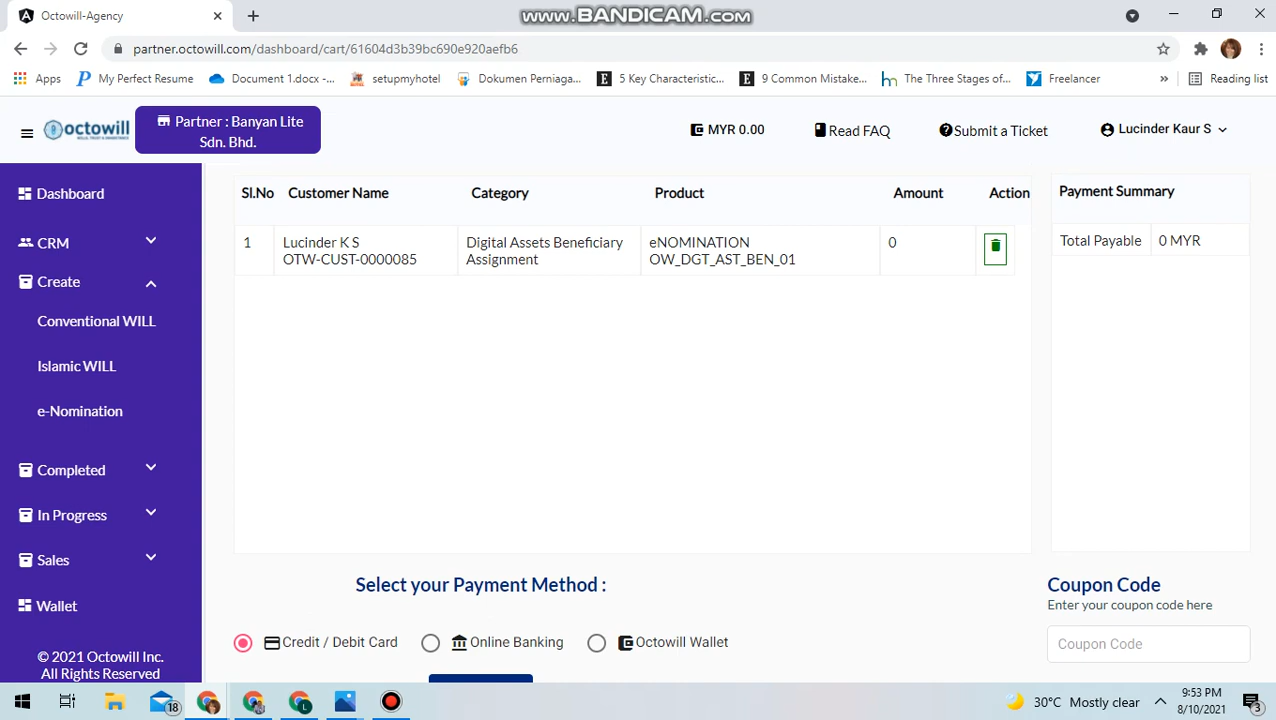 Octowill-Agency
www.BANDICAM.com
partner.octowill.com/dashboard/cart/61604d3b39bc690e920aefb6
Apps
My Perfect Resume
Document 1.docx -...
setupmyhotel
Dokumen Perniaga...
5 Key Characteristic...
9 Common Mistake...
The Three Stages of...
Freelancer
»
Reading list
octowill
WILLS, TRUST & INHERITANCE
Partner : Banyan Lite
Sdn. Bhd.
MYR 0.00
Read FAQ
Submit a Ticket
Lucinder Kaur S
Dashboard
CRM
Create
Conventional WILL
Islamic WILL
e-Nomination
Completed
In Progress
Sales
Wallet
© 2021 Octowill Inc.
All Rights Reserved
Sl.No Customer Name Category Product Amount Action
1 Lucinder K S Digital Assets Beneficiary eNOMINATION 0
OTW-CUST-0000085 Assignment OW_DGT_AST_BEN_01
Payment Summary
Total Payable 0 MYR
Select your Payment Method :
Credit / Debit Card Online Banking Octowill Wallet
Coupon Code
Enter your coupon code here
Coupon Code
18
30°C Mostly clear
9:53 PM
8/10/2021
3